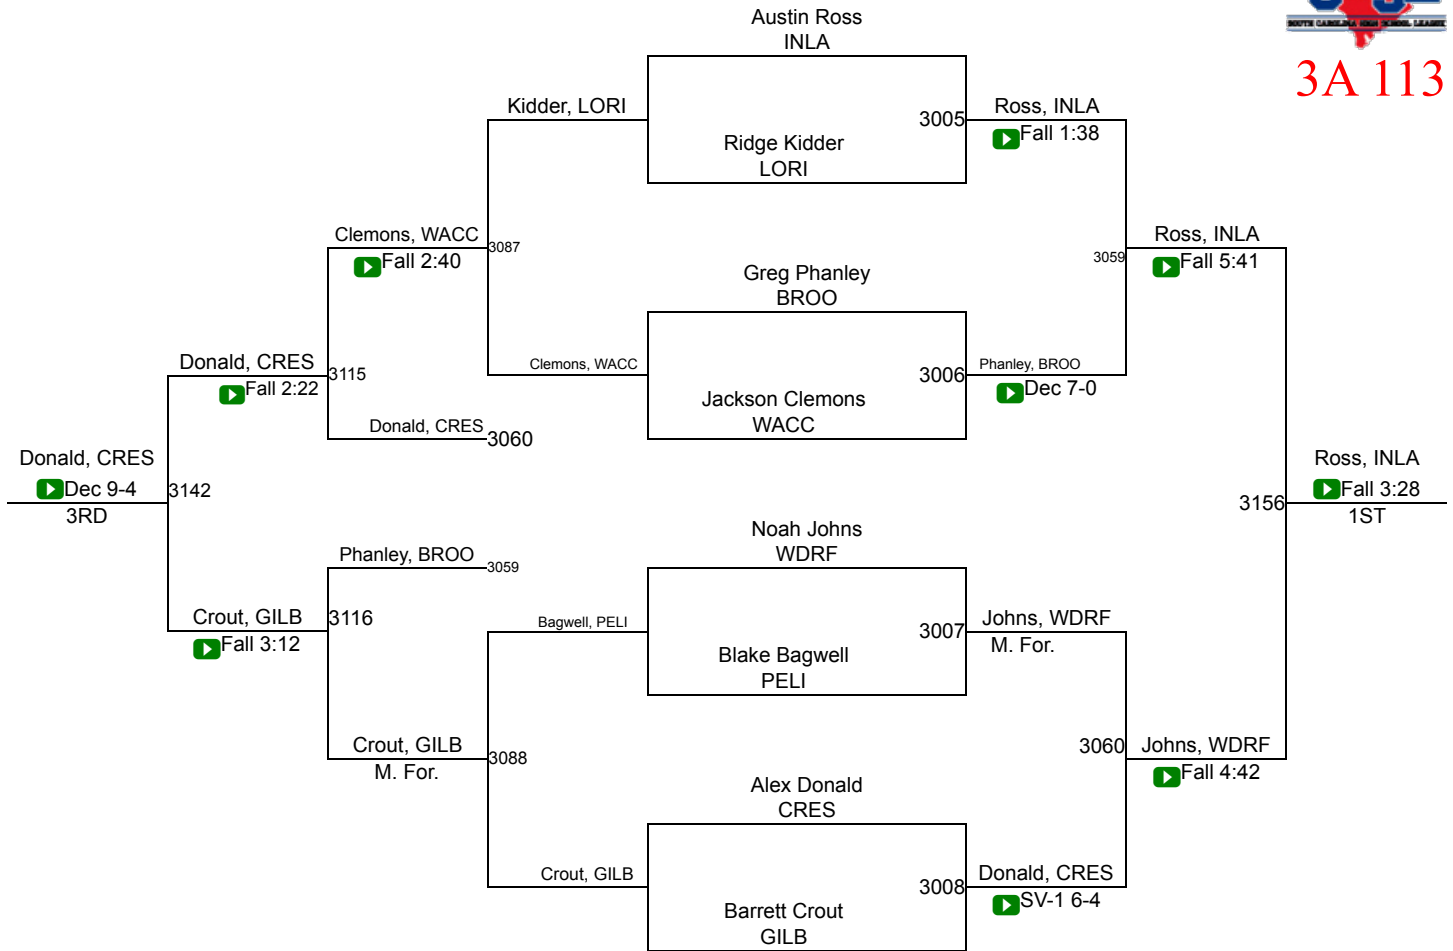 SOUTH CAROLINA HIGH SCHOOL LEAGUE
3A 113
Austin Ross
INLA
Kidder, LORI
3005
Ross, INLA
Fall 1:38
Ridge Kidder
LORI
Clemons, WACC
3087
Fall 2:40
3059
Ross, INLA
Fall 5:41
Greg Phanley
BROO
Donald, CRES
3115
Fall 2:22
Clemons, WACC
3006
Phanley, BROO
Dec 7-0
Jackson Clemons
WACC
Donald, CRES
3060
Donald, CRES
Dec 9-4
3RD
3142
3156
Ross, INLA
Fall 3:28
1ST
Noah Johns
WDRF
Phanley, BROO
3059
Crout, GILB
3116
Fall 3:12
Bagwell, PELI
3007
Johns, WDRF
M. For.
Blake Bagwell
PELI
Crout, GILB
3088
M. For.
3060
Johns, WDRF
Fall 4:42
Alex Donald
CRES
Crout, GILB
3008
Donald, CRES
SV-1 6-4
Barrett Crout
GILB